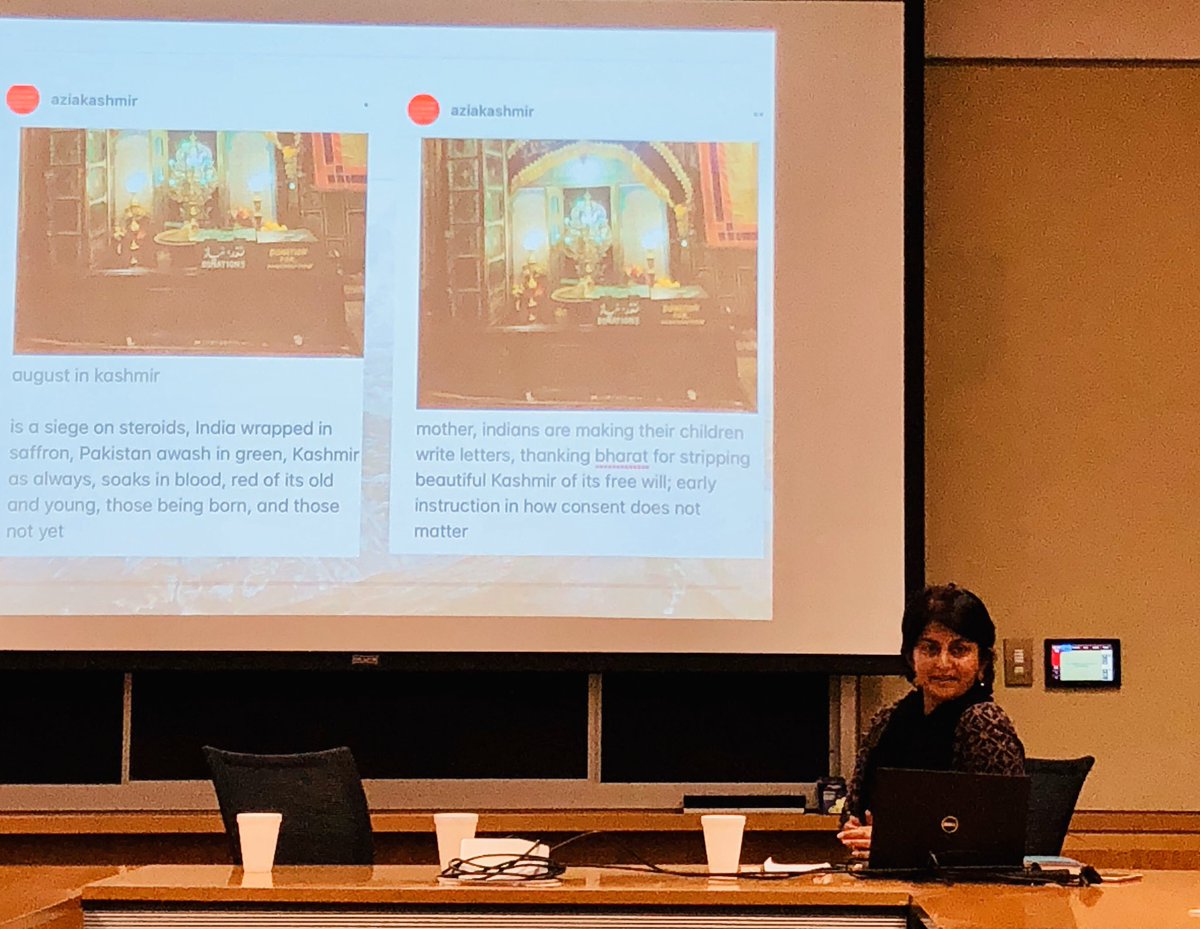 aziakashmir
DONATIONS
august in kashmir
is a siege on steroids, India wrapped in
saffron, Pakistan awash in green, Kashmir
as always, soaks in blood, red of its old
and young, those being born, and those
not yet
aziakashmir
DONATIONS
mother, indians are making their children
write letters, thanking bharat for stripping
beautiful Kashmir of its free will; early
instruction in how consent does not
matter
DELL